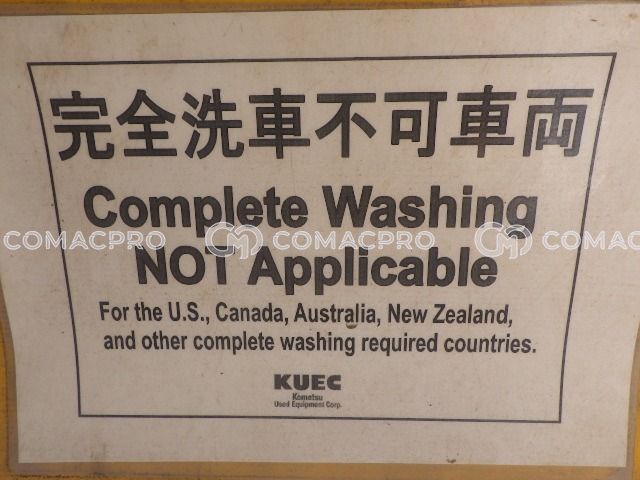 完全洗車不可車両
Complete Washing
COMACPRO COMACPRO COMACPRO
NOT Applicable
For the U.S., Canada, Australia, New Zealand,
and other complete washing required countries.
KUEC
Komatsu
Used Equipment Corp.